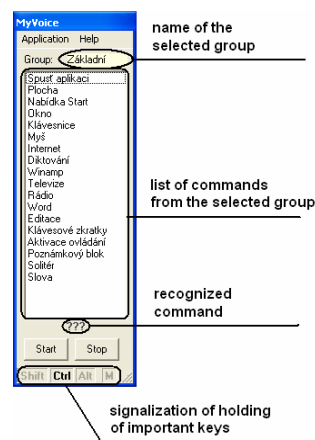 MyVoice
Application Help
Group: Základní
Spusť aplikaci
Plocha
Nabídka Start
Okno
Klávesnice
Myš
Internet
Diktování
Winamp
Televize
Rádio
Word
Editace
Klávesové zkratky
Aktivace ovládání
Poznámkový blok
Solitér
Slova
???
Start Stop
Shift Ctrl Alt M
name of the
selected group
list of commands
from the selected group
recognized
command
signalization of holding
of important keys